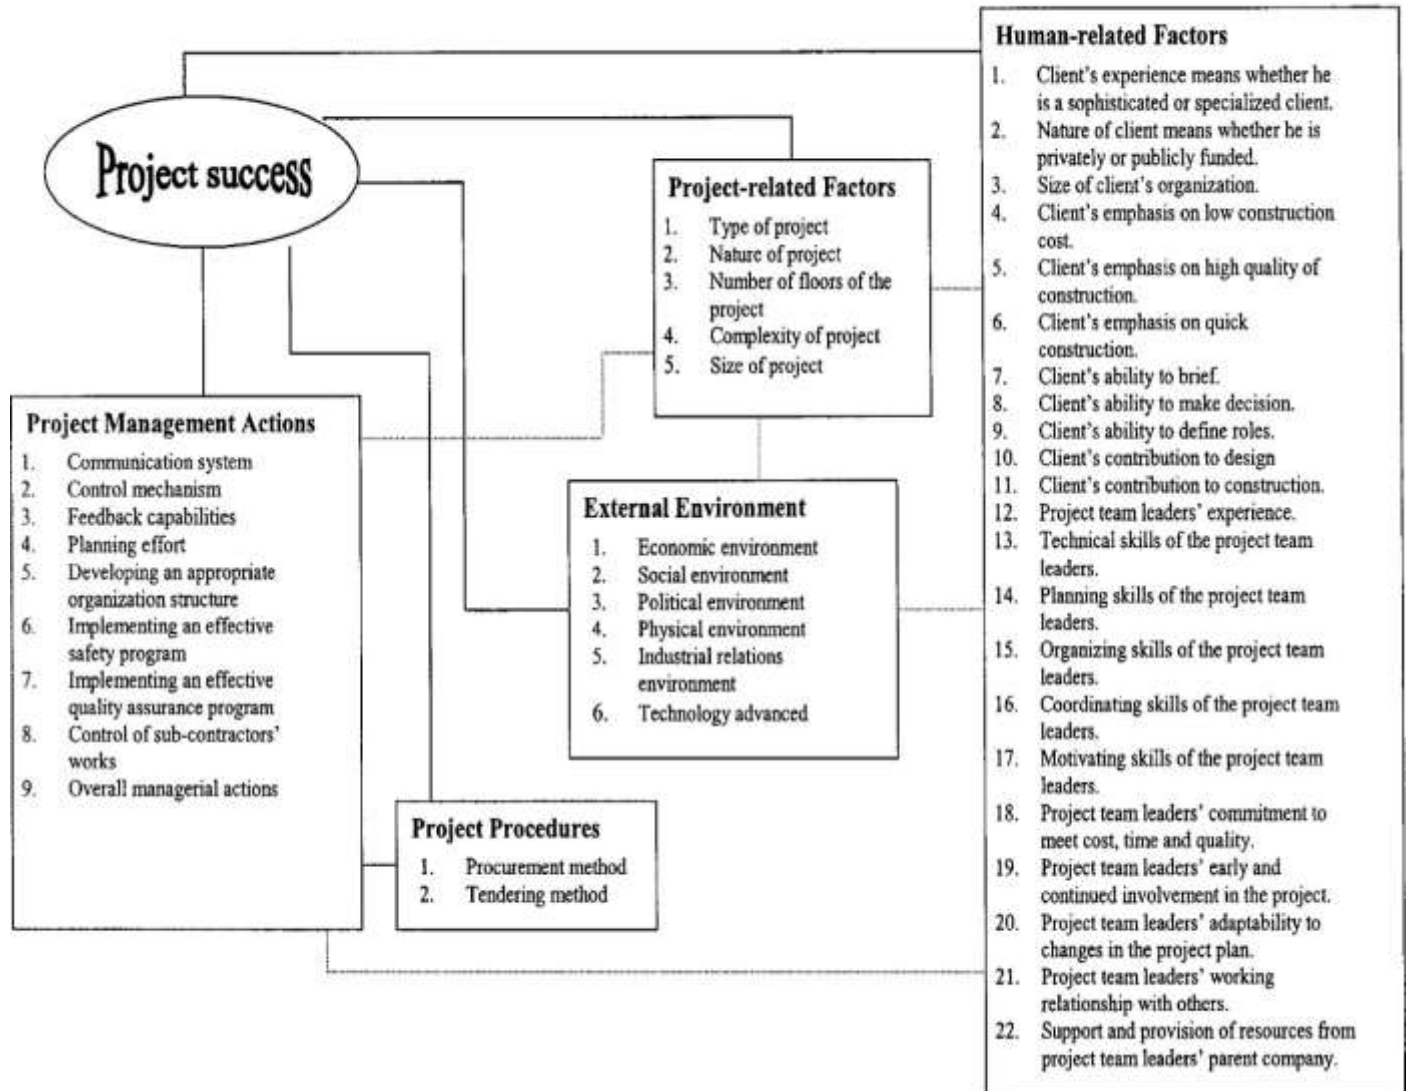 Project success
Human-related Factors
1. Client's experience means whether he
is a sophisticated or specialized client.
2. Nature of client means whether he is
privately or publicly funded.
3. Size of client's organization.
4. Client's emphasis on low construction
cost.
5. Client's emphasis on high quality of
construction.
6. Client's emphasis on quick
construction.
7. Client's ability to brief.
8. Client's ability to make decision.
9. Client's ability to define roles.
10. Client's contribution to design
11. Client's contribution to construction.
12. Project team leaders' experience.
13. Technical skills of the project team
leaders.
14. Planning skills of the project team
leaders.
15. Organizing skills of the project team
leaders.
16. Coordinating skills of the project team
leaders.
17. Motivating skills of the project team
leaders.
18. Project team leaders' commitment to
meet cost, time and quality.
19. Project team leaders' early and
continued involvement in the project.
20. Project team leaders' adaptability to
changes in the project plan.
21. Project team leaders' working
relationship with others.
22. Support and provision of resources from
project team leaders' parent company.
Project-related Factors
1. Type of project
2. Nature of project
3. Number of floors of the
project
4. Complexity of project
5. Size of project
Project Management Actions
1. Communication system
2. Control mechanism
3. Feedback capabilities
4. Planning effort
5. Developing an appropriate
organization structure
6. Implementing an effective
safety program
7. Implementing an effective
quality assurance program
8. Control of sub-contractors'
works
9. Overall managerial actions
External Environment
1. Economic environment
2. Social environment
3. Political environment
4. Physical environment
5. Industrial relations
environment
6. Technology advanced
Project Procedures
1. Procurement method
2. Tendering method